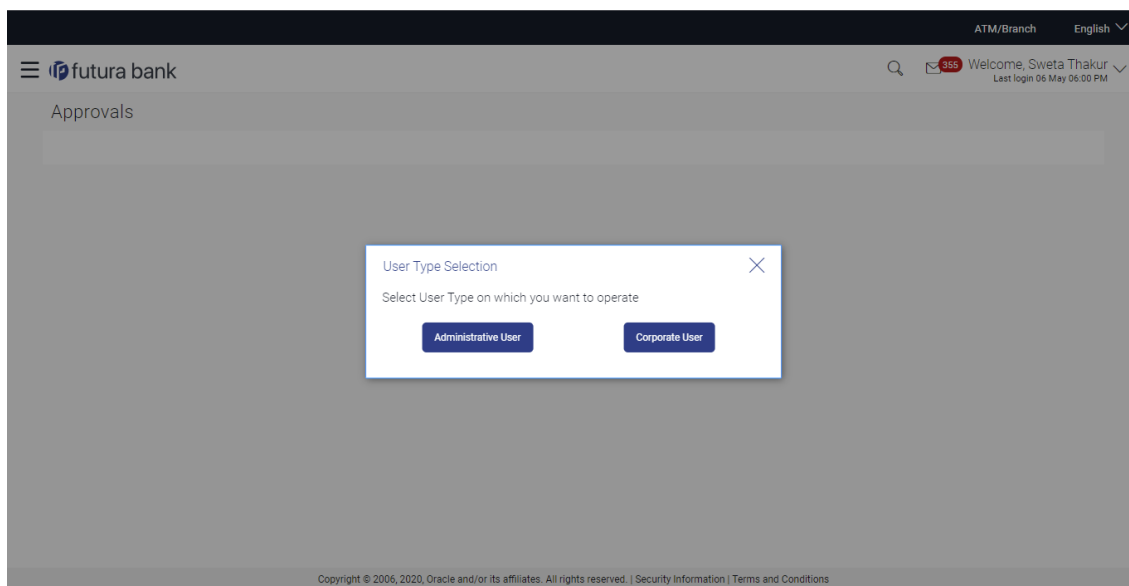 ATM/Branch English
futura bank
355
Welcome, Sweta Thakur
Last login 06 May 06:00 PM
Approvals
User Type Selection
Select User Type on which you want to operate
Administrative User
Corporate User
Copyright © 2006, 2020, Oracle and/or its affiliates. All rights reserved. | Security Information | Terms and Conditions